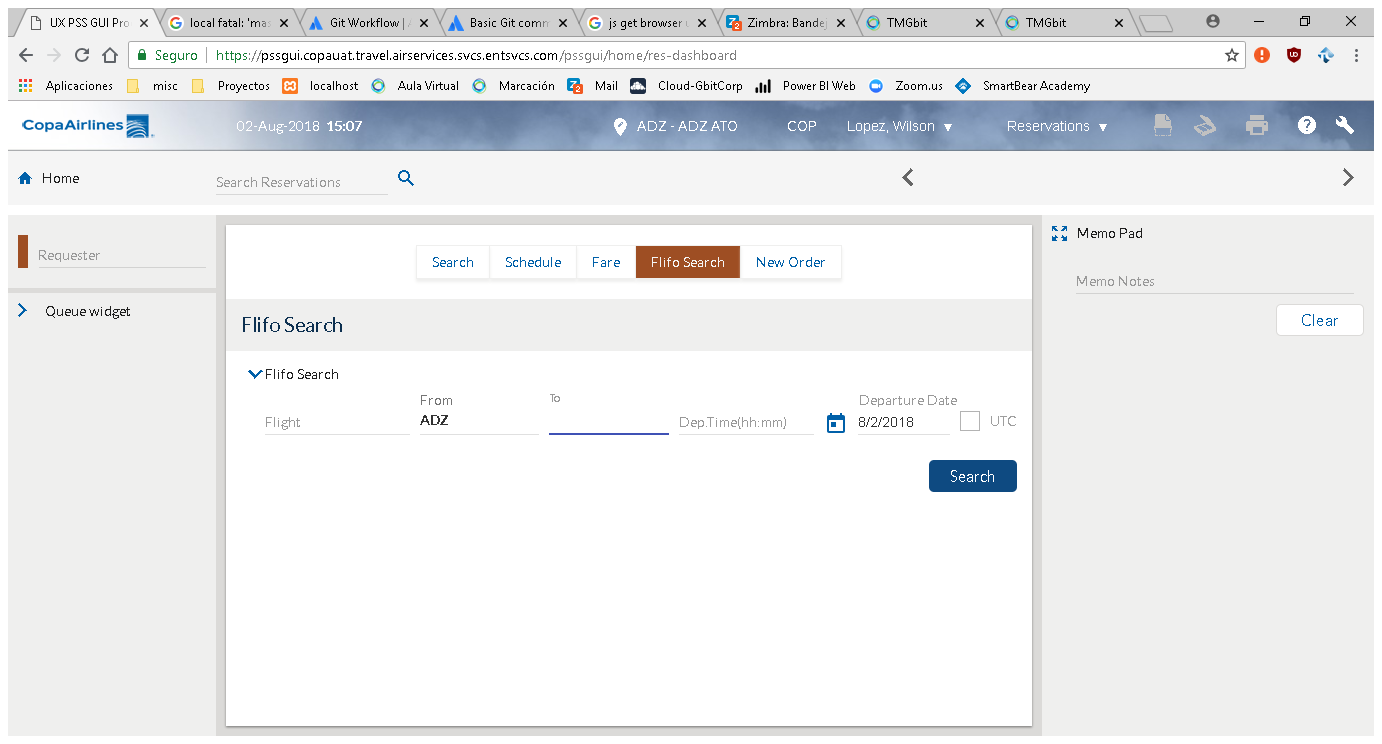 UX PSS GUI Pro
local fatal: 'mas
Git Workflow | A
Basic Git comm
js get browser
Zimbra: Bandej
TMGbit
TMGbit
Seguro https://pssgui.copauat.travel.airservices.svcs.entsvcs.com/pssgui/home/res-dashboard
Aplicaciones misc Proyectos localhost Aula Virtual Marcación Mail Cloud-GbitCorp Power BI Web Zoom.us SmartBear Academy
CopaAirlines 02-Aug-2018 15:07 ADZ - ADZ ATO COP Lopez, Wilson Reservations
Home Search Reservations
Requester
Queue widget
Search Schedule Fare Flifo Search New Order
Flifo Search
Flifo Search
From To Departure Date
Flight ADZ Dep.Time(hh:mm) 8/2/2018 UTC
Search
Memo Pad
Memo Notes
Clear